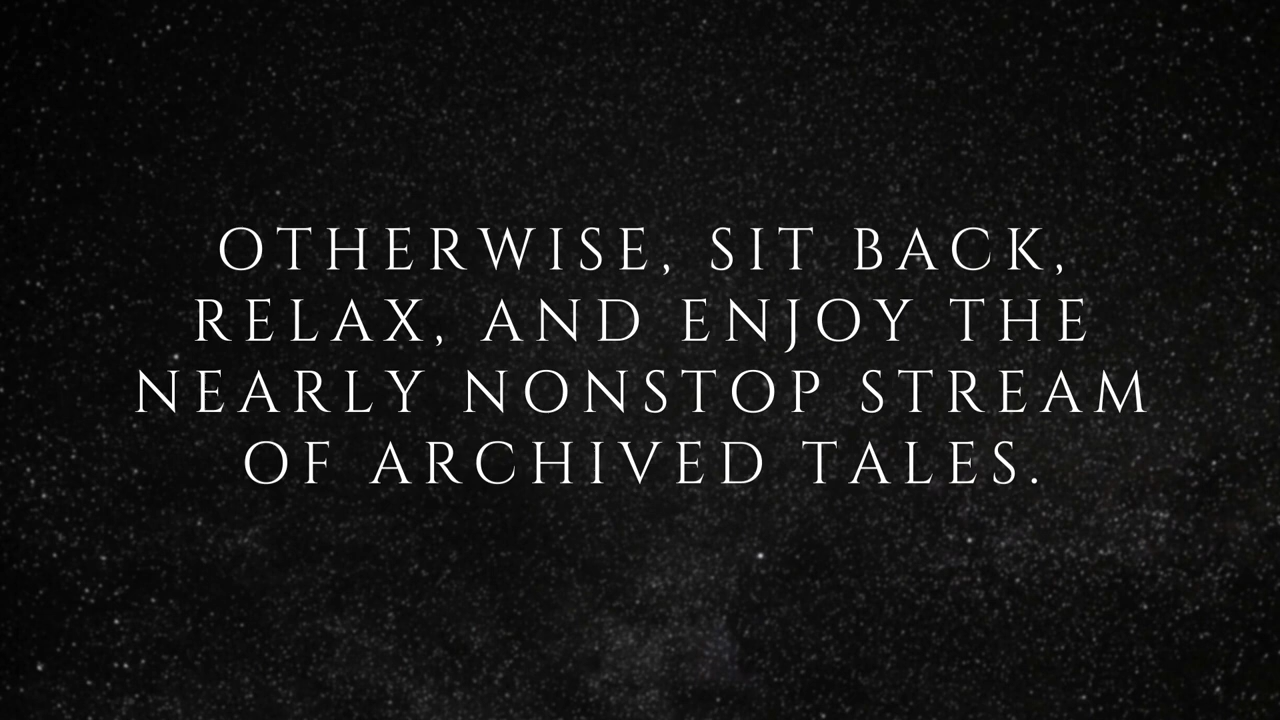 OTHERWISE, SIT BACK,
RELAX, AND ENJOY THE
NEARLY NONSTOP STREAM
OF ARCHIVED TALES.